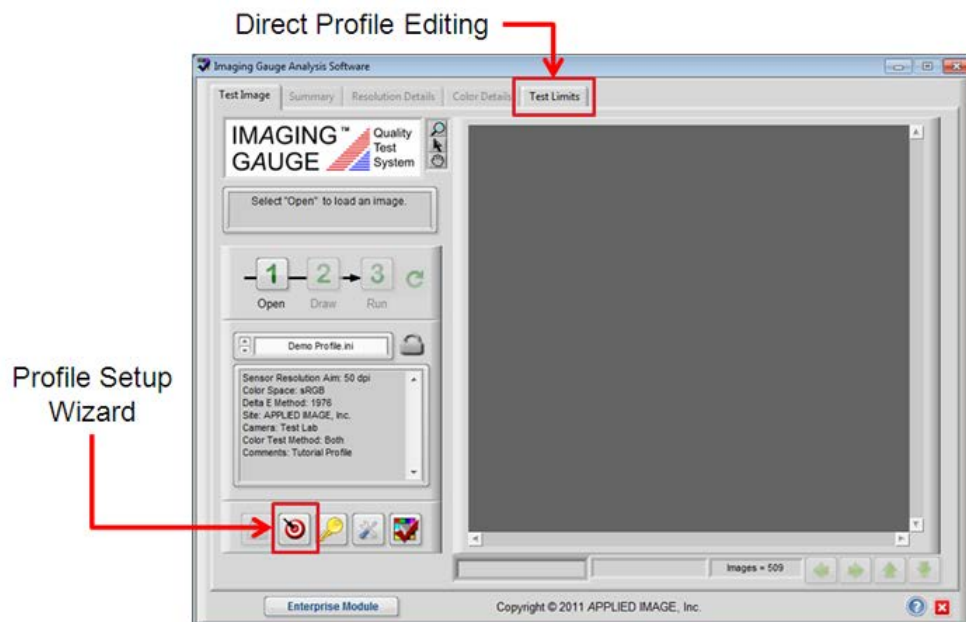 Direct Profile Editing
Imaging Gauge Analysis Software
Test Image Summary Resolution Details Color Details Test Limits
IMAGING™
GAUGE
Quality
Test
System
Select "Open" to load an image.
1 2 3
Open Draw Run
Demo Profile.ini
Profile Setup
Wizard
Sensor Resolution Aim: 50 dpi
Color Space: sRGB
Delta E Method: 1976
Site: APPLIED IMAGE, Inc.
Camera: Test Lab
Color Test Method: Both
Comments: Tutorial Profile
Images = 509
Enterprise Module
Copyright © 2011 APPLIED IMAGE, Inc.